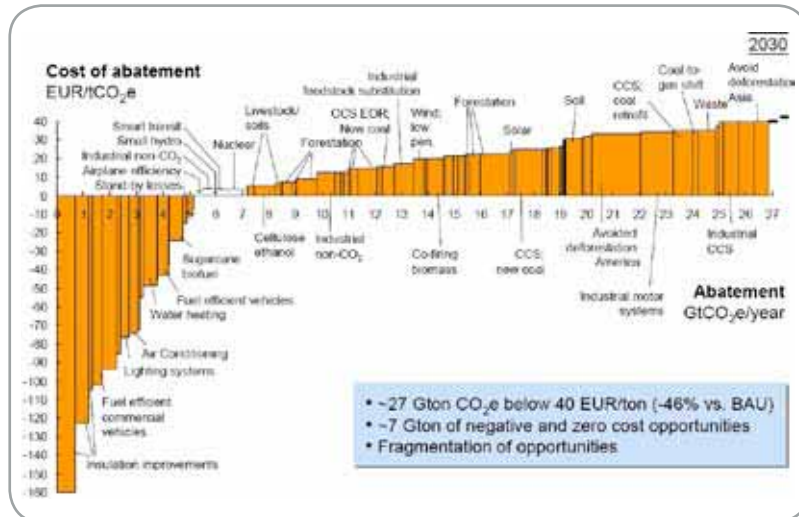 2030
Cost of abatement
EUR/tCO₂e
Industrial
feedstock substitution
Livestock/
soils
Smart transit
Small hydro
Industrial non-CO₂
Airplane efficiency
Stand by losses
Nuclear
Forestation
CCS EOR;
New coal
Wind;
low
pen.
Forestation
Solar
Soil
CCS;
coal
retrofit
Coal-to-
gas shift
Waste
Avoid
deforestation
Asia
40
30
20
10
0
-10
-20
-30
-40
-50
-60
-70
-80
-90
-100
-110
-120
-130
-140
-150
-160
0 1 2 3 4 5 6 7 8 9 10 11 12 13 14 15 16 17 18 19 20 21 22 23 24 25 26 27
Cellulose
ethanol
Industrial
non-CO₂
Co-firing
biomass
CCS;
new coal
Avoided
deforestation
America
Industrial motor
systems
Industrial
CCS
Sugarcane
biofuel
Fuel efficient vehicles
Water heating
Air Conditioning
Lighting systems
Fuel efficient
commercial
vehicles
Insulation improvements
Abatement
GtCO₂e/year
• ~27 Gton CO₂e below 40 EUR/ton (-46% vs. BAU)
• ~7 Gton of negative and zero cost opportunities
• Fragmentation of opportunities